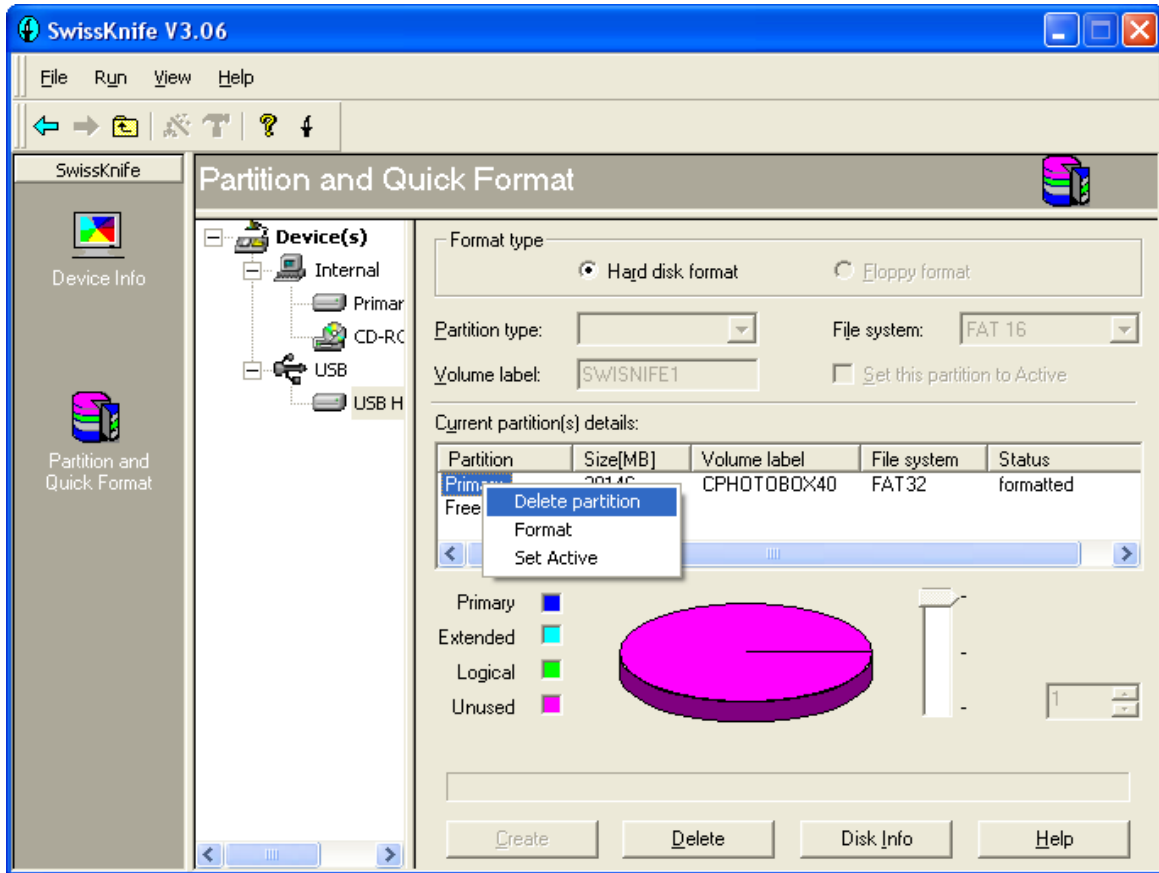 SwissKnife V3.06
File Run View Help
SwissKnife
Partition and Quick Format
Device Info
Partition and
Quick Format
Device(s)
Internal
Primar
CD-RO
USB
USB H
Format type
Hard disk format Floppy format
Partition type: File system: FAT 16
Volume label: SWISNIFE1 Set this partition to Active
Current partition(s) details:
Partition Size[MB] Volume label File system Status
CPHOTOBOX40 FAT32 formatted
Free
Delete partition
Format
Set Active
Primary
Extended
Logical
Unused
1
Create Delete Disk Info Help